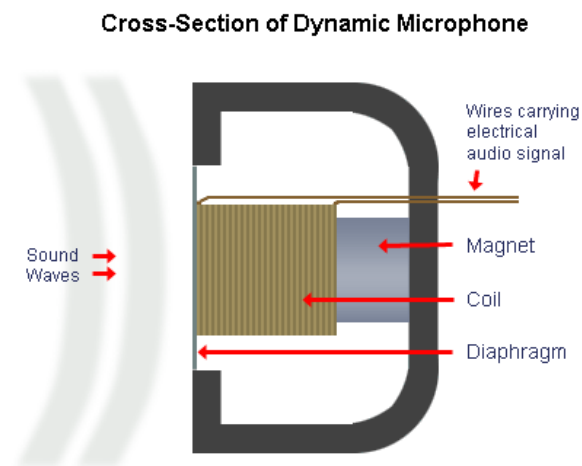 Cross-Section of Dynamic Microphone
Wires carrying
electrical
audio signal
Sound
Waves
Magnet
Coil
Diaphragm